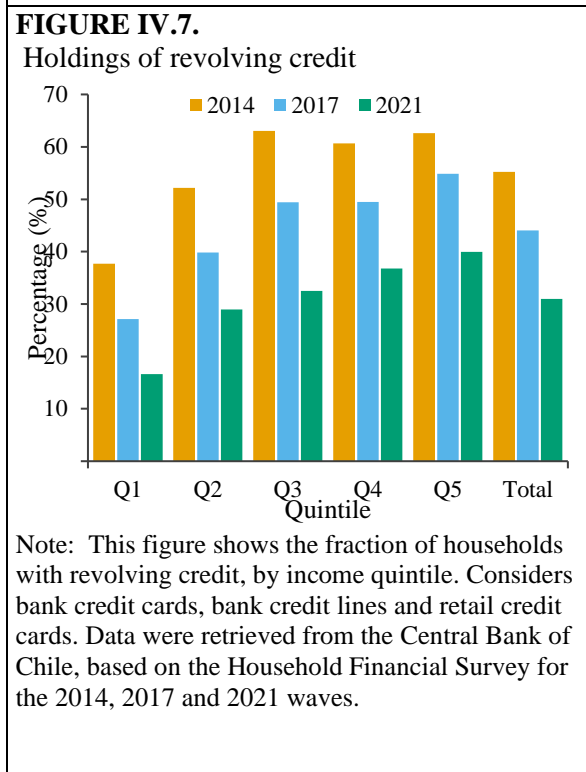 FIGURE IV.7.
Holdings of revolving credit
70
60
50
40
30
20
10
Percentage (%)
2014 2017 2021
Q1 Q2 Q3 Q4 Q5 Total
Quintile
Note: This figure shows the fraction of households
with revolving credit, by income quintile. Considers
bank credit cards, bank credit lines and retail credit
cards. Data were retrieved from the Central Bank of
Chile, based on the Household Financial Survey for
the 2014, 2017 and 2021 waves.